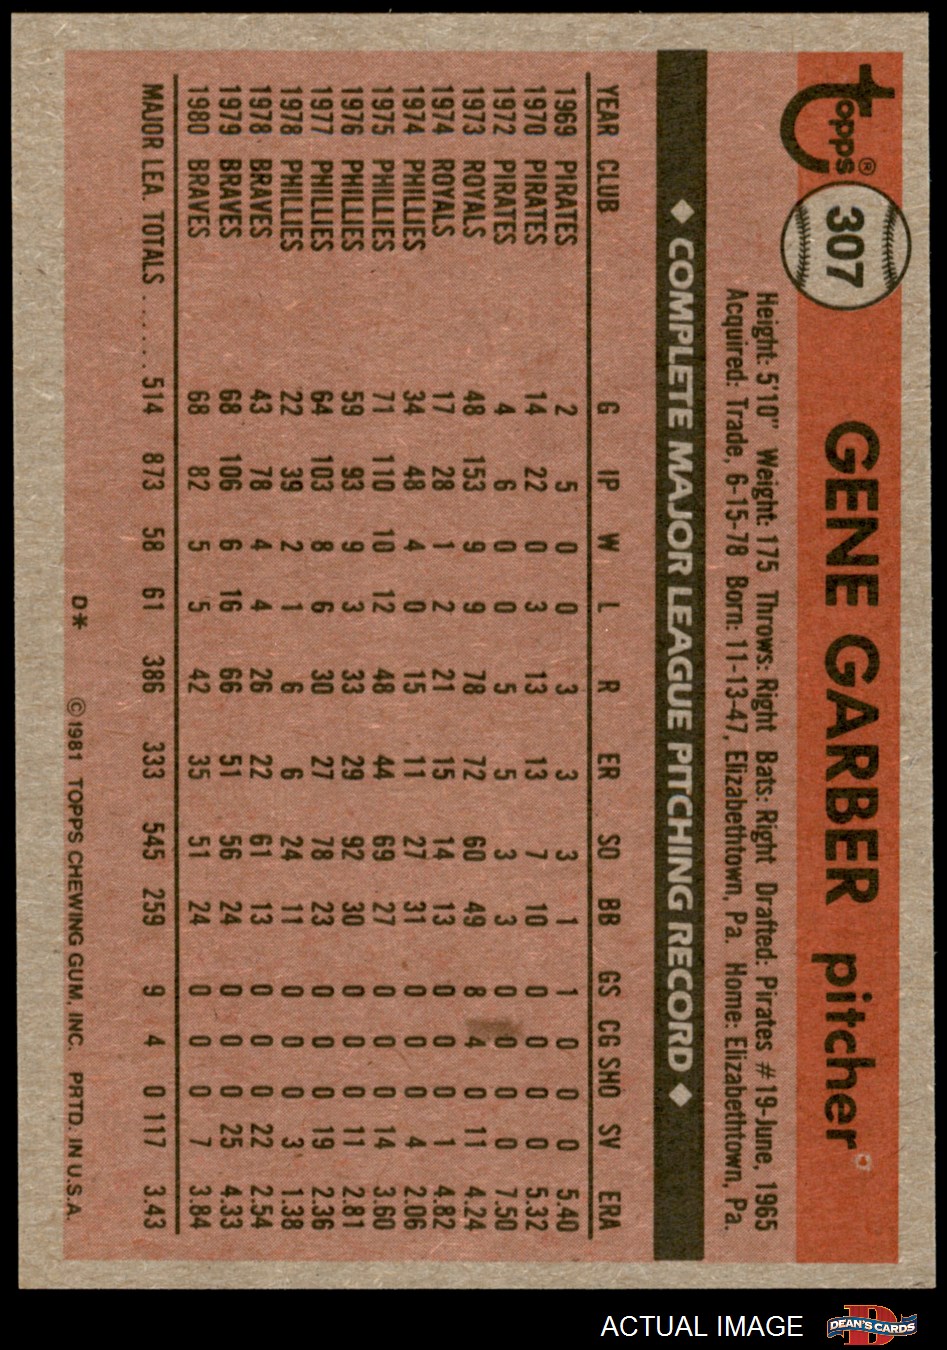 topps®
307
GENE GARBER pitcher
Height: 5'10" Weight: 175 Throws: Right Bats: Right Drafted: Pirates #19-June, 1965
Acquired: Trade, 6-15-78 Born: 11-13-47, Elizabethtown, Pa. Home: Elizabethtown, Pa.
◆ COMPLETE MAJOR LEAGUE PITCHING RECORD ◆
YEAR CLUB G IP W L R ER SO BB GS CG SHO SV ERA
1969 PIRATES 2 5 0 0 3 3 3 1 1 0 0 0 5.40
1970 PIRATES 14 22 0 3 13 13 7 10 0 0 0 0 5.32
1972 PIRATES 4 6 0 0 5 5 3 3 0 0 0 0 7.50
1973 ROYALS 48 153 9 9 78 72 60 49 8 4 0 11 4.24
1974 ROYALS 17 28 1 2 21 15 14 13 0 0 0 1 4.82
1974 PHILLIES 34 48 4 0 15 11 27 31 0 0 0 4 2.06
1975 PHILLIES 71 110 10 12 48 44 69 27 0 0 0 14 3.60
1976 PHILLIES 59 93 9 3 33 29 92 30 0 0 0 11 2.81
1977 PHILLIES 64 103 8 6 30 27 78 23 0 0 0 19 2.36
1978 PHILLIES 22 39 2 1 6 6 24 11 0 0 0 3 1.38
1978 BRAVES 43 78 4 4 26 22 61 13 0 0 0 22 2.54
1979 BRAVES 68 106 6 16 66 51 56 24 0 0 0 25 4.33
1980 BRAVES 68 82 5 5 42 35 51 24 0 0 0 7 3.84
MAJOR LEA. TOTALS ...... 514 873 58 61 386 333 545 259 9 4 0 117 3.43
D* ©1981 TOPPS CHEWING GUM, INC. PRTD. IN U.S.A.
ACTUAL IMAGE
D
DEAN'S CARDS